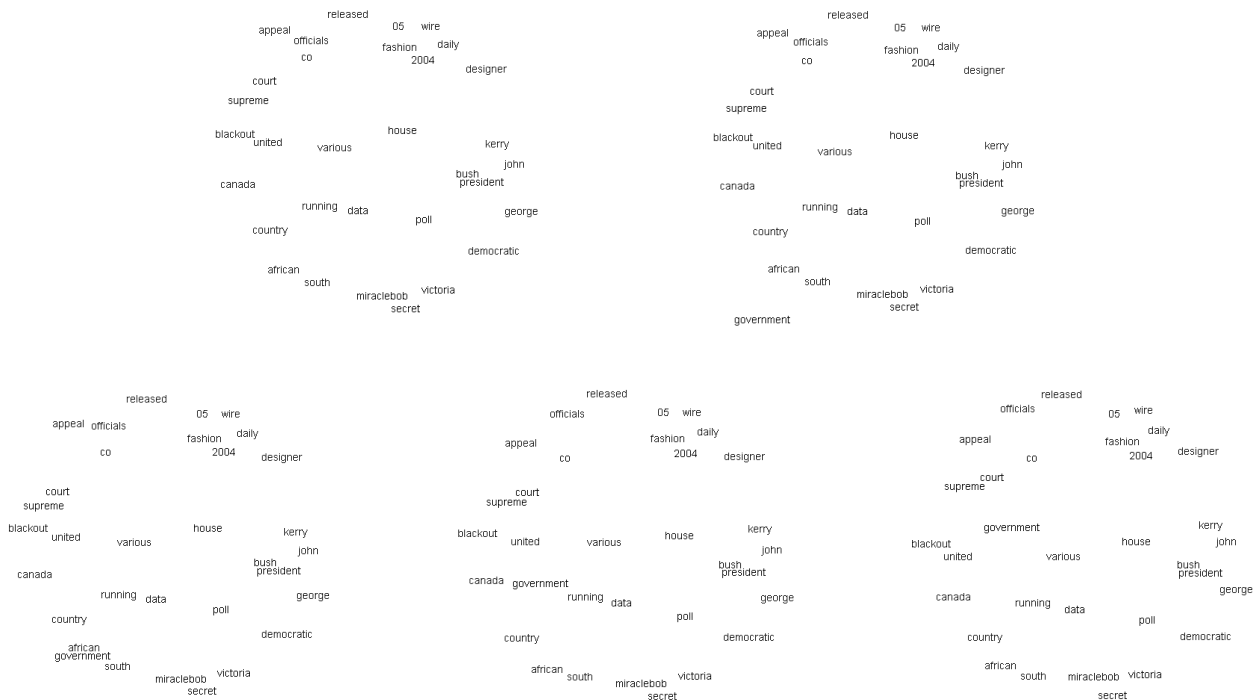 released
05 wire
appeal
officials
fashion daily
co
2004
designer
court
supreme
blackout
united
various
house
kerry
john
bush
president
canada
running
data
poll
george
country
democratic
african
south
miraclebob
victoria
secret
released
05 wire
appeal
officials
fashion daily
co
2004
designer
court
supreme
blackout
united
various
house
kerry
john
bush
president
canada
running
data
poll
george
country
democratic
african
south
miraclebob
victoria
secret
government
released
05 wire
appeal officials
fashion daily
co
2004
designer
court
supreme
blackout
united
various
house
kerry
john
bush
president
canada
running
data
poll
george
country
democratic
african
government
south
miraclebob
victoria
secret
released
officials
05 wire
appeal
fashion daily
co
2004
designer
court
supreme
blackout
united
various
house
kerry
john
bush
president
canada government
running
data
poll
george
country
democratic
african
south
miraclebob
victoria
secret
released
officials
05 wire
appeal
fashion daily
co
2004
designer
court
supreme
government
blackout
united
various
house
kerry
john
bush
president
canada
running
data
poll
george
country
democratic
african
south
miraclebob
victoria
secret